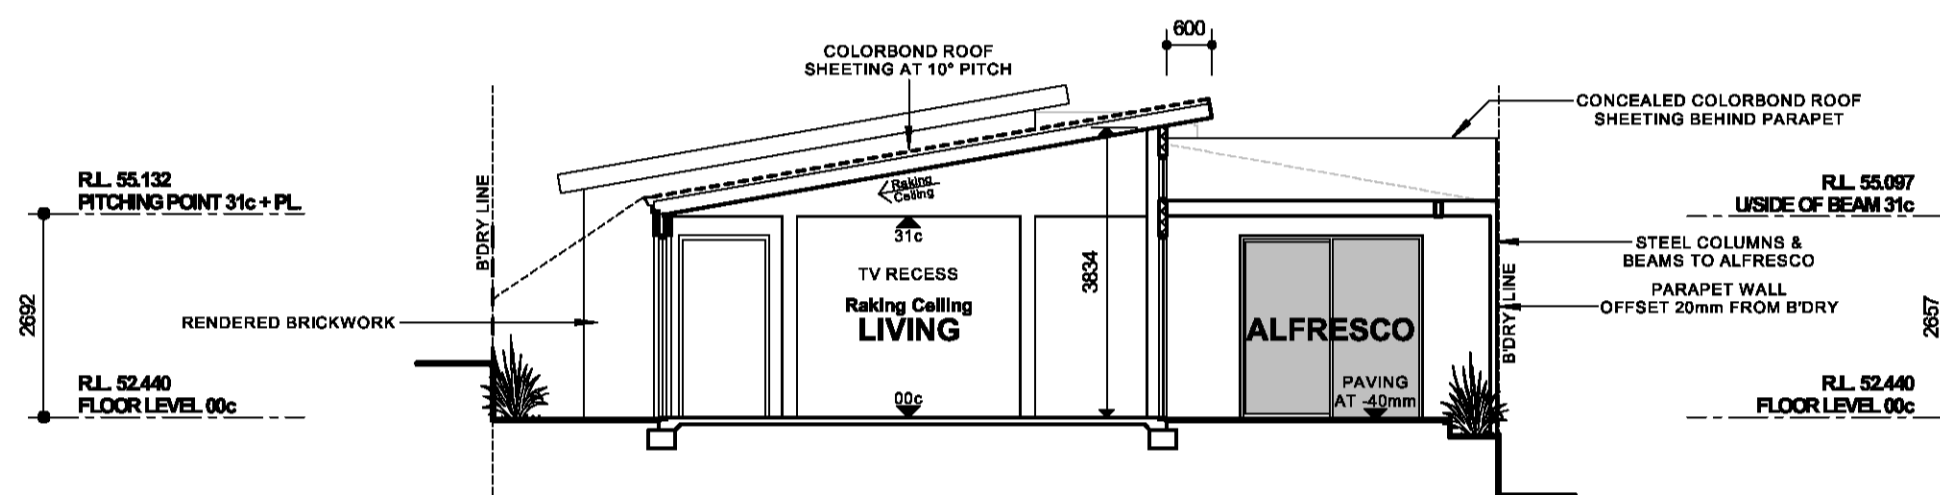 600
COLORBOND ROOF
SHEETING AT 10° PITCH
CONCEALED COLORBOND ROOF
SHEETING BEHIND PARAPET
R.L. 55.132
PITCHING POINT 31c + PL.
B'DRY LINE
Raking
Ceiling
R.L. 55.097
U/SIDE OF BEAM 31c
31c
TV RECESS
Raking Ceiling
LIVING
3834
2692
RENDERED BRICKWORK
ALFRESCO
STEEL COLUMNS &
BEAMS TO ALFRESCO
PARAPET WALL
OFFSET 20mm FROM B'DRY
B'DRY LINE
2657
R.L. 52.440
FLOOR LEVEL 00c
00c
PAVING
AT -40mm
R.L. 52.440
FLOOR LEVEL 00c